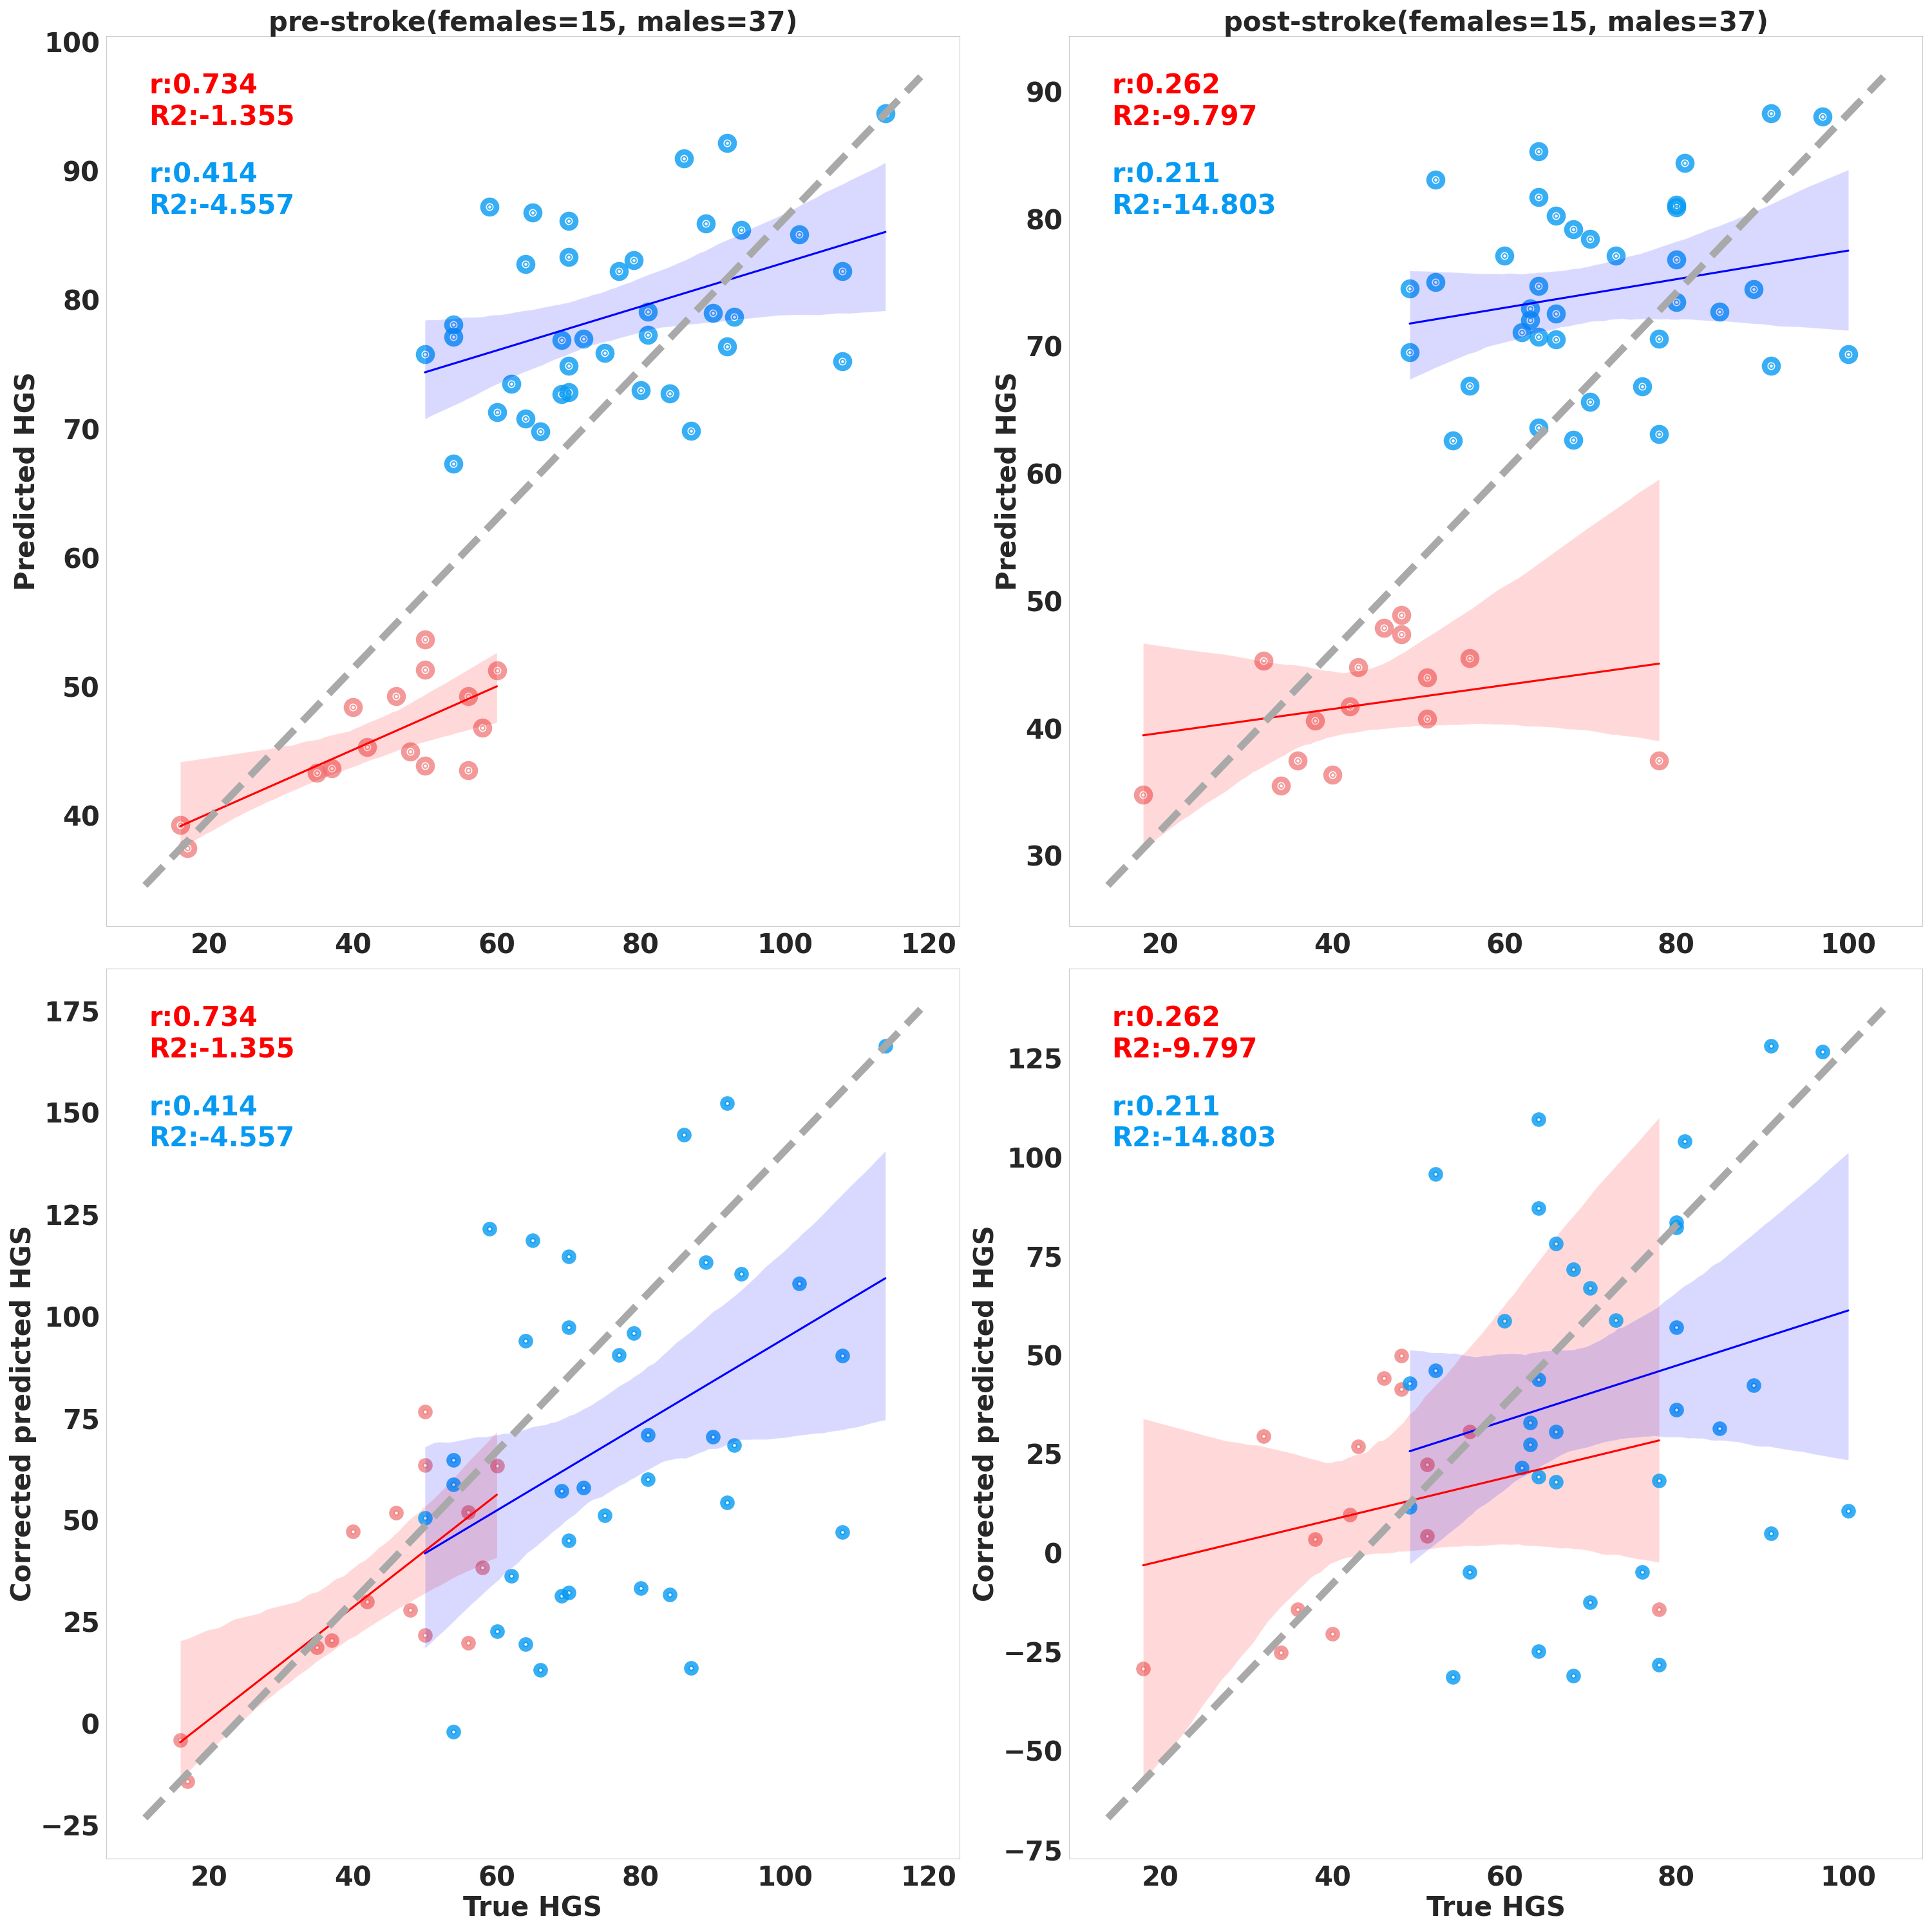 pre-stroke(females=15, males=37)
post-stroke(females=15, males=37)
r:0.734
R2:-1.355
r:0.414
R2:-4.557
Predicted HGS
100
90
80
70
60
50
40
20 40 60 80 100 120
r:0.262
R2:-9.797
r:0.211
R2:-14.803
Predicted HGS
90
80
70
60
50
40
30
20 40 60 80 100
r:0.734
R2:-1.355
r:0.414
R2:-4.557
Corrected predicted HGS
175
150
125
100
75
50
25
0
−25
20 40 60 80 100 120
True HGS
r:0.262
R2:-9.797
r:0.211
R2:-14.803
Corrected predicted HGS
125
100
75
50
25
0
−25
−50
−75
20 40 60 80 100
True HGS